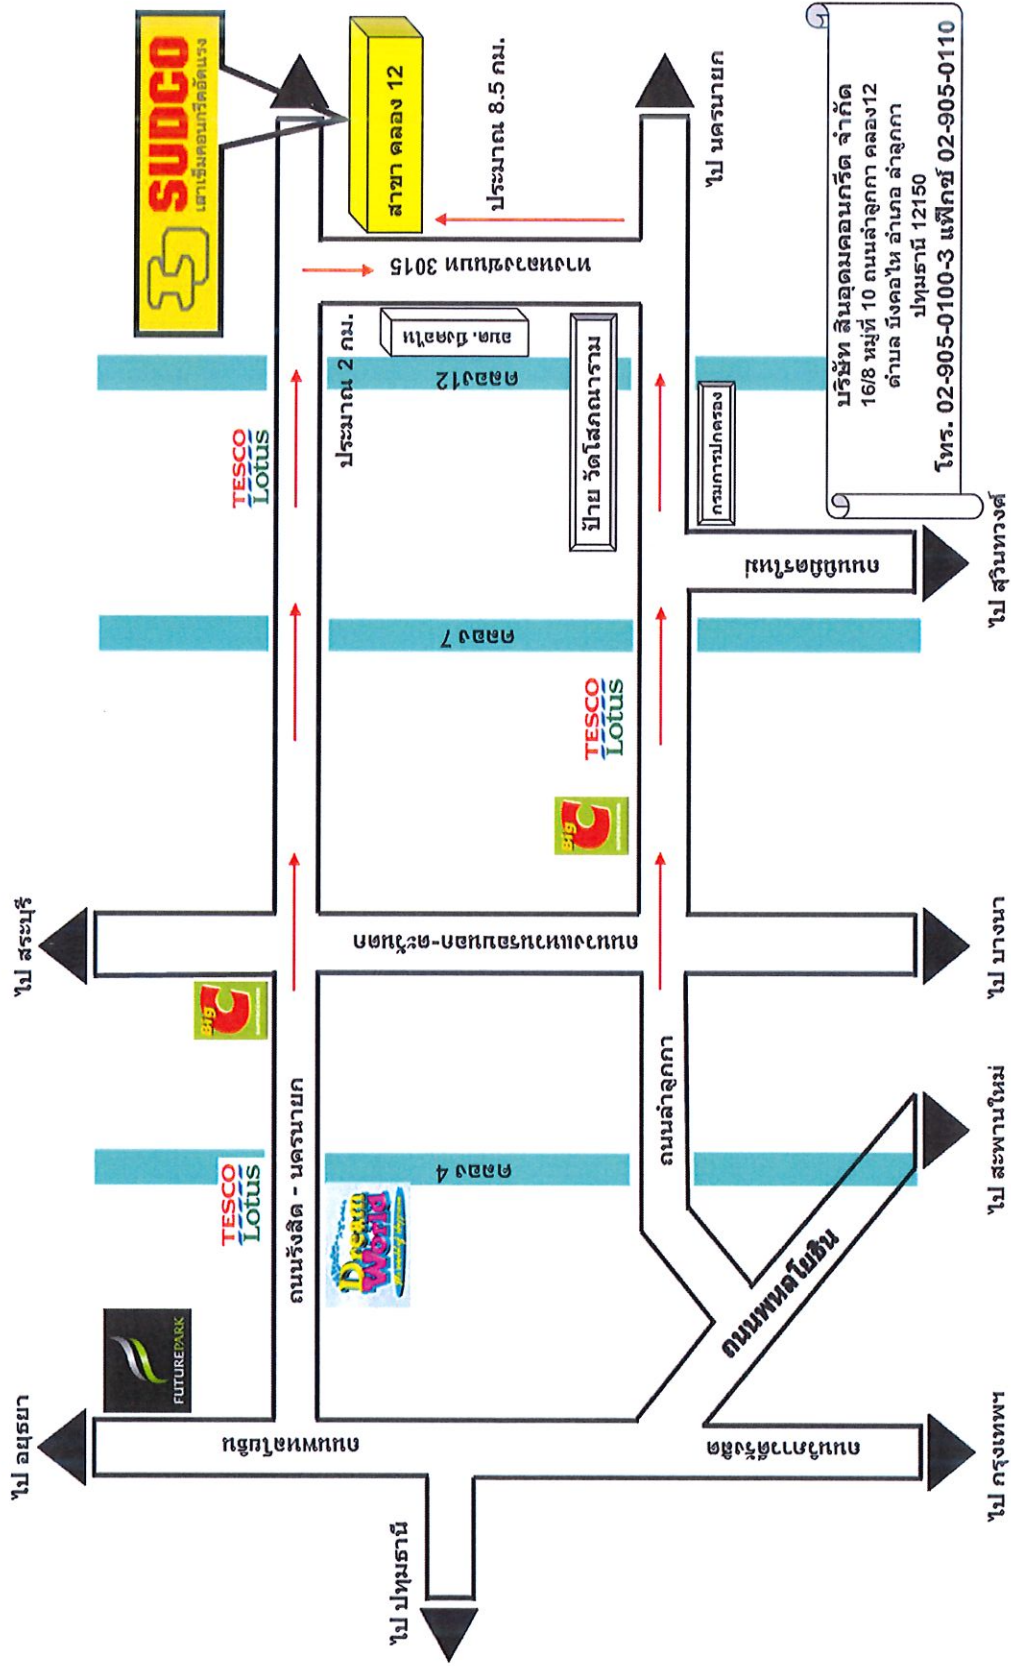 ไป อยุธยา
ไป สระบุรี
FUTUREPARK
TESCO
Lotus
Big
C
SUPERCENTER
TESCO
Lotus
SUDCO
เสาเข็มคอนกรีตอัดแรง
ถนนรังสิต - นครนายก
ประมาณ 2 กม.
สาขา คลอง 12
ถนนพหลโยธิน
Dream
World
คลอง 4
ถนนวงแหวนรอบนอก-ตะวันตก
คลอง 7
คลอง12
อบต. บึงคอไห
ทางหลวงชนบท 3015
ประมาณ 8.5 กม.
ไป ปทุมธานี
Big
C
SUPERCENTER
TESCO
Lotus
ป้าย วัดโสภณาราม
ถนนลำลูกกา
ถนนวิภาวดีรังสิต
ถนนพหลโยธิน
ถนนนิมิตรใหม่
กรมการปกครอง
ไป นครนายก
บริษัท สินอุดมคอนกรีต จำกัด
16/8 หมู่ที่ 10 ถนนลำลูกกา คลอง12
ตำบล บึงคอไห อำเภอ ลำลูกกา
ปทุมธานี 12150
โทร. 02-905-0100-3 แฟ็กซ์ 02-905-0110
ไป กรุงเทพฯ
ไป สะพานใหม่
ไป บางนา
ไป สุวินทวงศ์